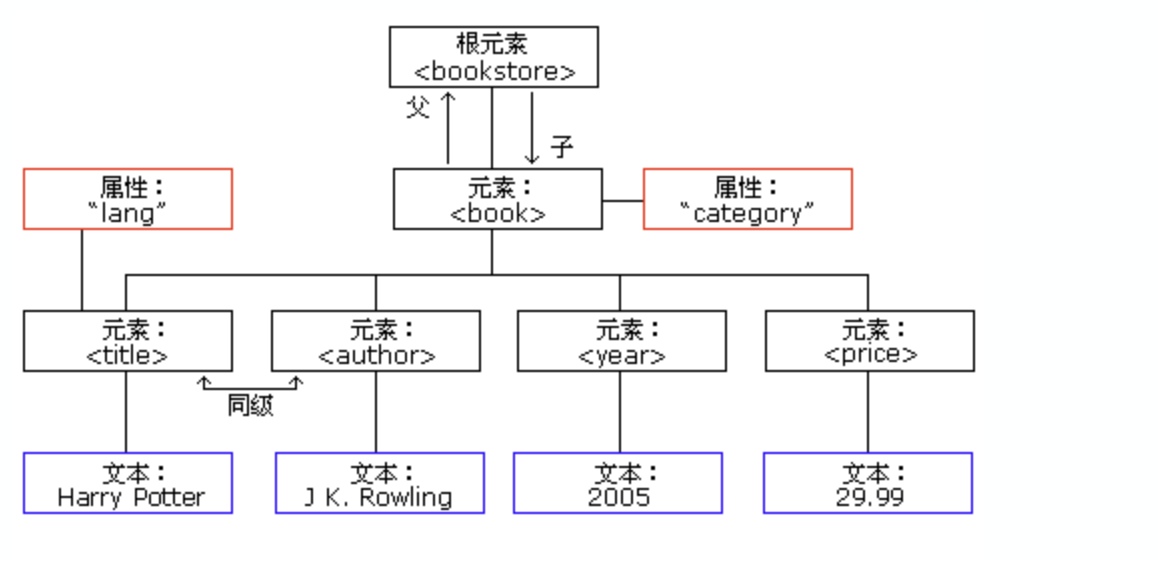 根元素
<bookstore>
父
子
属性：
“lang”
元素：
<book>
属性：
“category”
元素：
<title>
元素：
<author>
元素：
<year>
元素：
<price>
同级
文本：
Harry Potter
文本：
J K. Rowling
文本：
2005
文本：
29.99